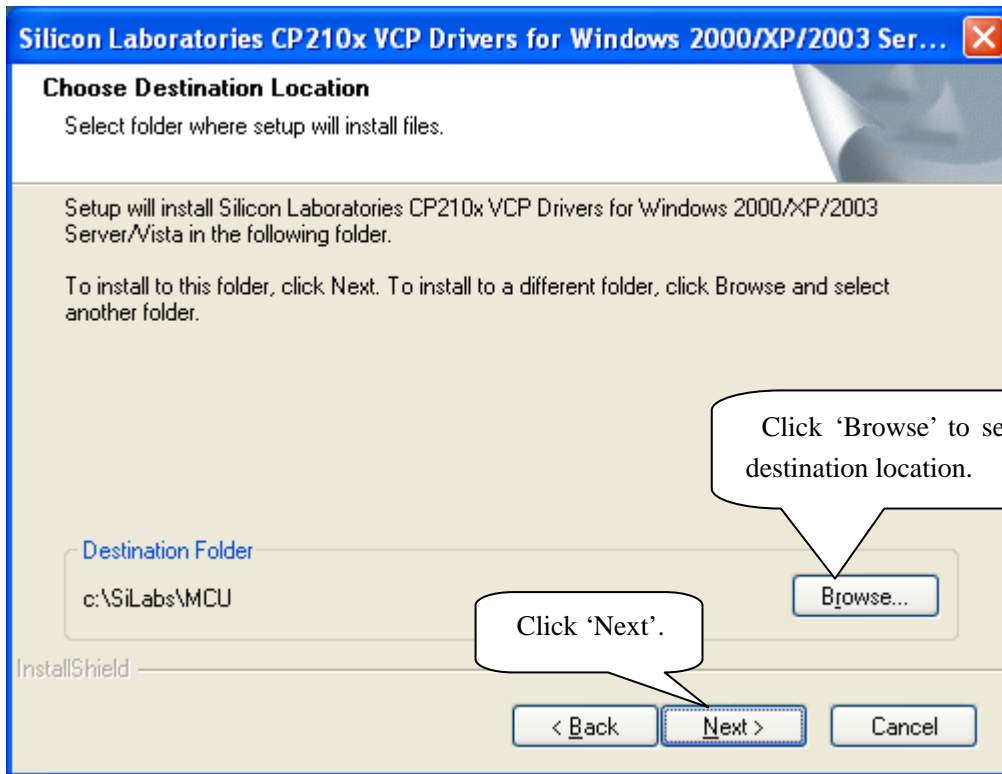 Silicon Laboratories CP210x VCP Drivers for Windows 2000/XP/2003 Ser...
Choose Destination Location
Select folder where setup will install files.
Setup will install Silicon Laboratories CP210x VCP Drivers for Windows 2000/XP/2003
Server/Vista in the following folder.
To install to this folder, click Next. To install to a different folder, click Browse and select
another folder.
Click ‘Browse’ to
destination location.
Destination Folder
c:\SiLabs\MCU
Browse...
Click ‘Next’.
InstallShield
< Back
Next >
Cancel